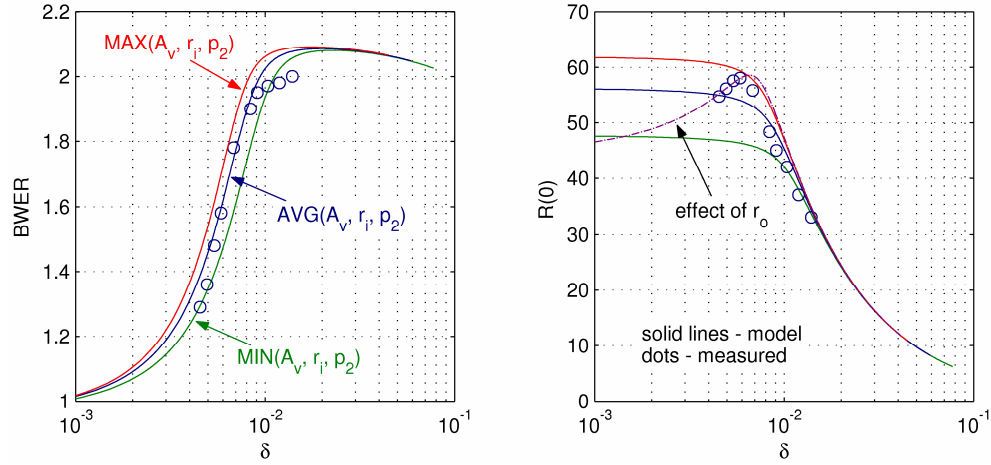 2.2
2
1.8
1.6
1.4
1.2
1
BWER
MAX(A_v, r_i, p_2)
AVG(A_v, r_i, p_2)
MIN(A_v, r_i, p_2)
10^-3
10^-2
10^-1
δ
70
60
50
40
30
20
10
0
R(0)
effect of r_o
solid lines - model
dots - measured
10^-3
10^-2
10^-1
δ